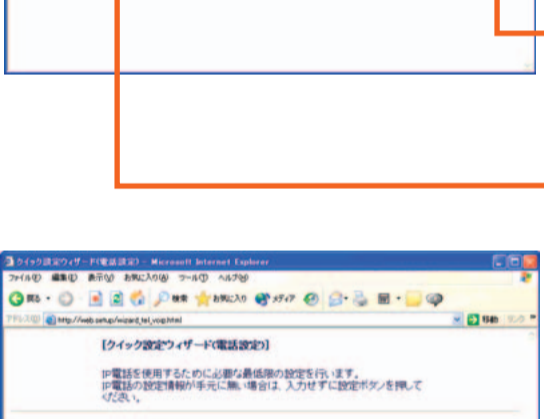 クイック設定ウィザード(電話設定) - Microsoft Internet Explorer
ファイル(F) 編集(E) 表示(V) お気に入り(A) ツール(T) ヘルプ(H)
戻る 検索 お気に入り メディア
アドレス(D) http://web.setup/wizard_tel_voip.html 移動 リンク
[クイック設定ウィザード(電話設定)]
IP電話を使用するために必要な最低限の設定を行います。
IP電話の設定情報が手元に無い場合は、入力せずに設定ボタンを押して
ください。